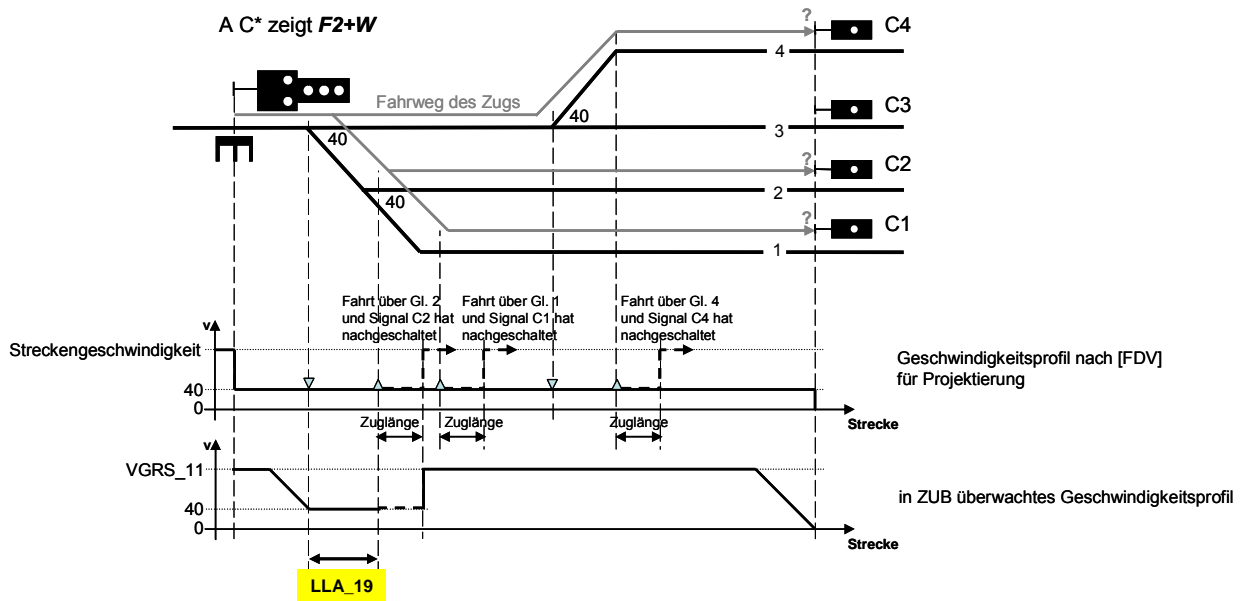 A C* zeigt F2+W
?
C4
4
Fahrweg des Zugs
C3
40
3
40
?
C2
40
2
?
C1
1
Fahrt über Gl. 2
und Signal C2 hat
nachgeschaltet
Fahrt über Gl. 1
und Signal C1 hat
nachgeschaltet
Fahrt über Gl. 4
und Signal C4 hat
nachgeschaltet
v
Streckengeschwindigkeit
Geschwindigkeitsprofil nach [FDV]
für Projektierung
40
0
Zuglänge
Zuglänge
Zuglänge
Strecke
v
VGRS_11
in ZUB überwachtes Geschwindigkeitsprofil
40
0
Strecke
LLA_19